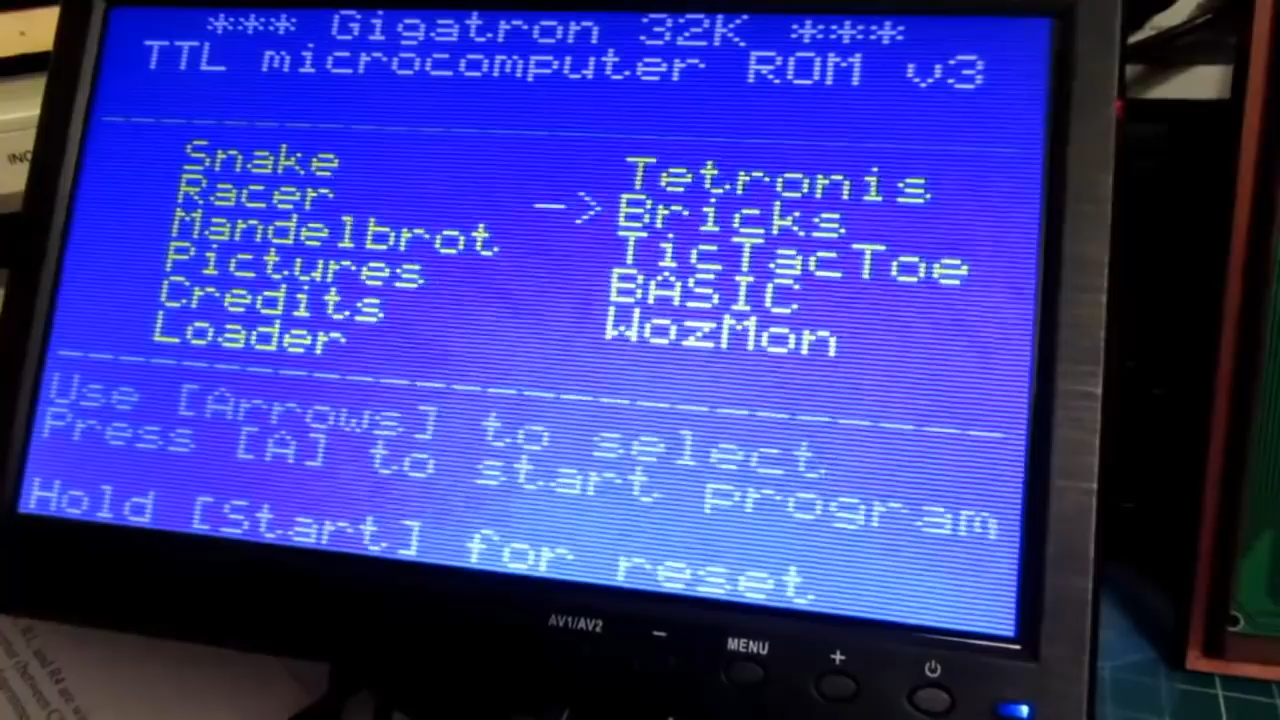 *** Gigatron 32K ***
TTL microcomputer ROM v3
Snake
Racer
Mandelbrot
Pictures
Credits
Loader
Tetronis
->Bricks
TicTacToe
BASIC
WozMon
Use [Arrows] to select
Press [A] to start program
Hold [Start] for reset
AV1/AV2
−
MENU
+